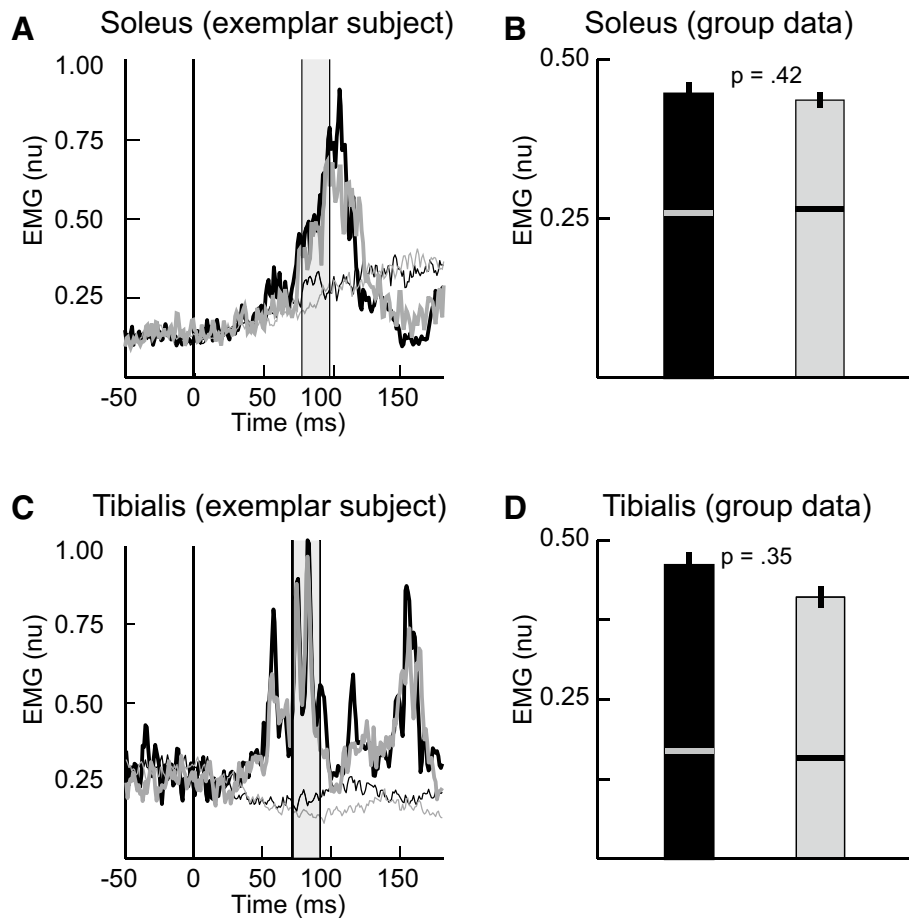 A Soleus (exemplar subject)
1.00
0.75
0.50
0.25
EMG (nu)
-50 0 50 100 150
Time (ms)
B Soleus (group data)
0.50
p = .42
0.25
EMG (nu)
C Tibialis (exemplar subject)
1.00
0.75
0.50
0.25
EMG (nu)
-50 0 50 100 150
Time (ms)
D Tibialis (group data)
0.50
p = .35
0.25
EMG (nu)